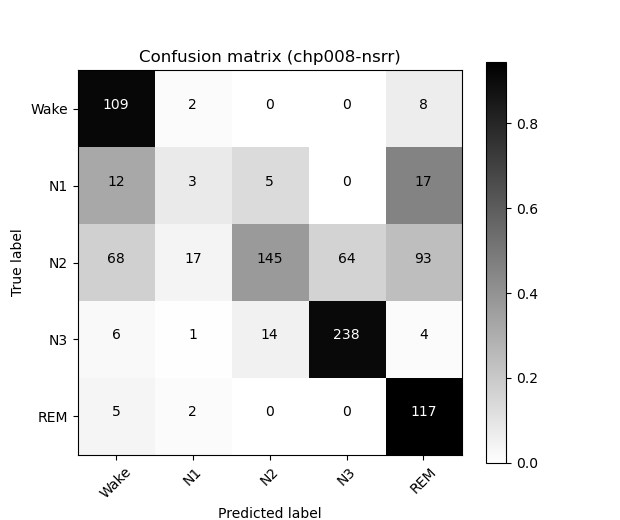 Confusion matrix (chp008-nsrr)
True label
Wake 109 2 0 0 8
N1 12 3 5 0 17
N2 68 17 145 64 93
N3 6 1 14 238 4
REM 5 2 0 0 117
Wake N1 N2 N3 REM
Predicted label
0.8
0.6
0.4
0.2
0.0